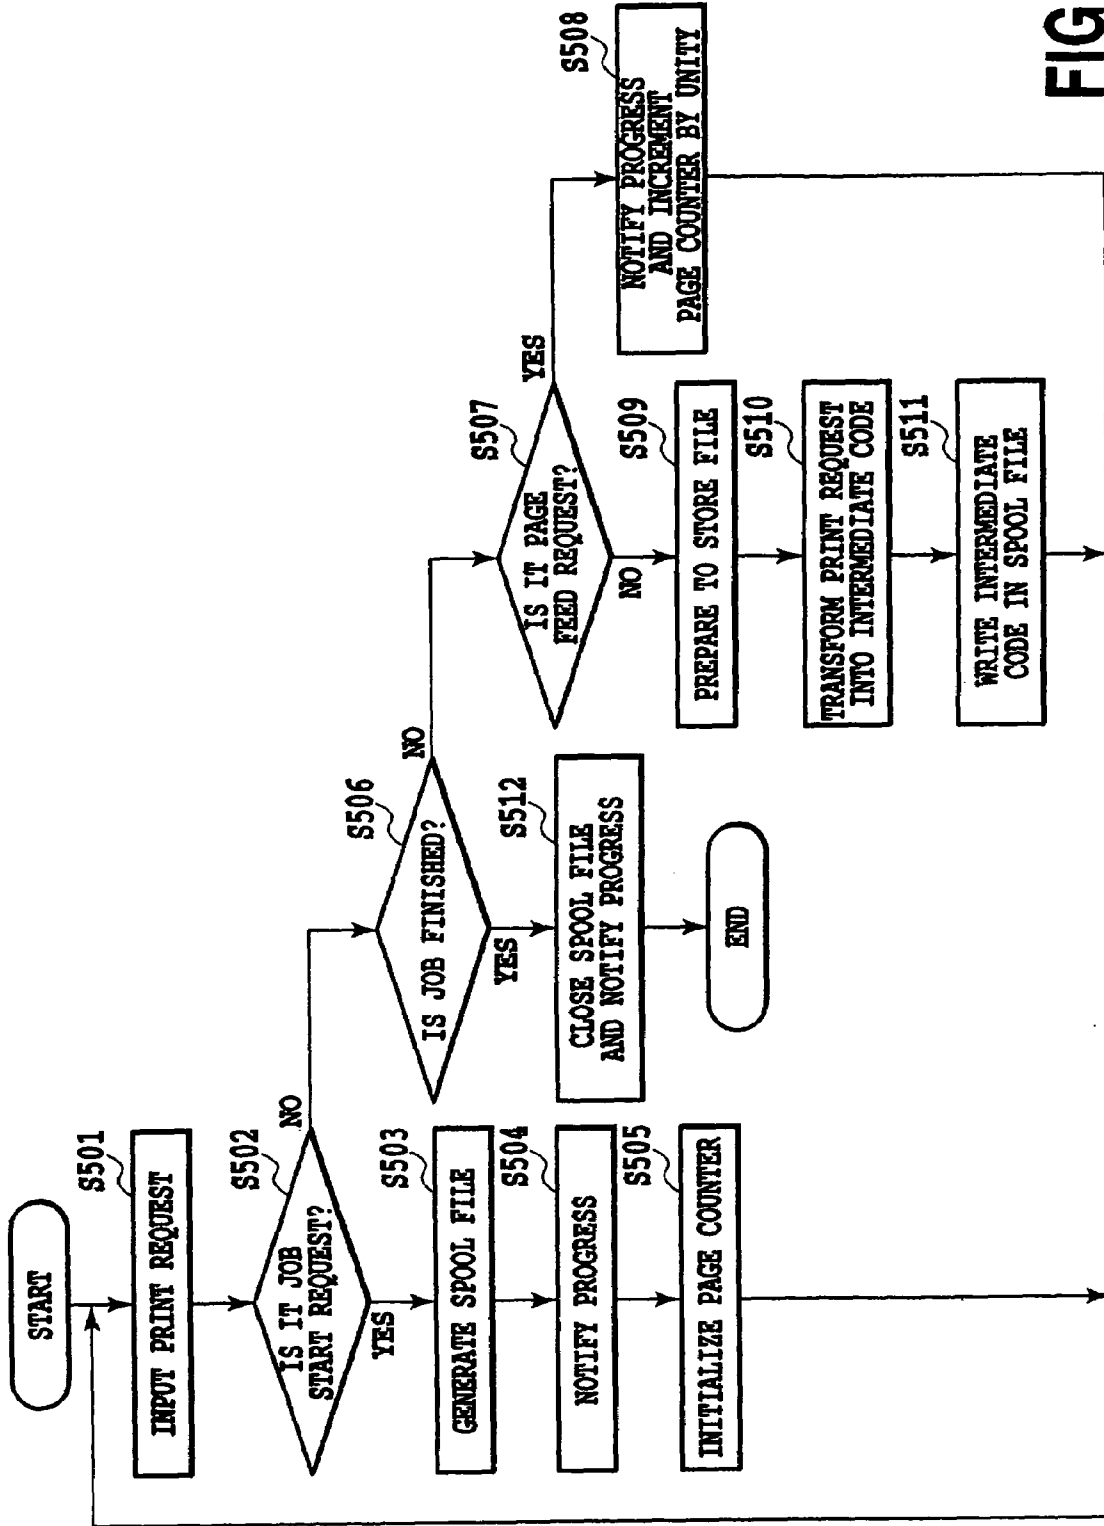 START
S501
INPUT PRINT REQUEST
S502
IS IT JOB
START REQUEST?
NO
YES
S503
GENERATE SPOOL FILE
S504
NOTIFY PROGRESS
S505
INITIALIZE PAGE COUNTER
S506
IS JOB FINISHED?
NO
YES
S512
CLOSE SPOOL FILE
AND NOTIFY PROGRESS
END
S507
IS IT PAGE
FEED REQUEST?
YES
NO
S508
NOTIFY PROGRESS
AND INCREMENT
PAGE COUNTER BY UNITY
S509
PREPARE TO STORE FILE
S510
TRANSFORM PRINT REQUEST
INTO INTERMEDIATE CODE
S511
WRITE INTERMEDIATE
CODE IN SPOOL FILE
FIG